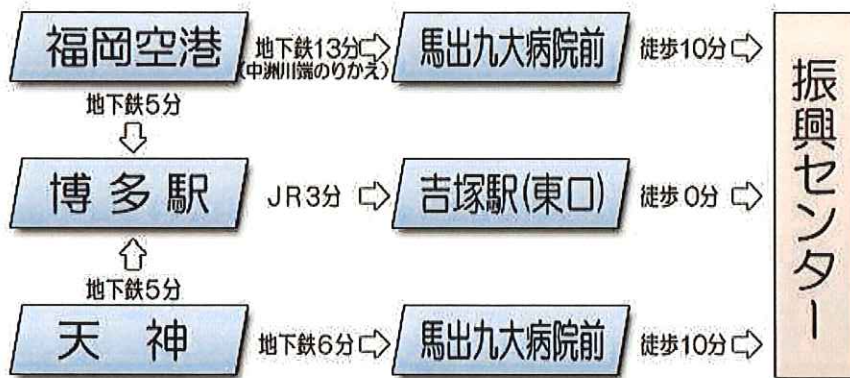 福岡空港
地下鉄13分
(中洲川端のりかえ)
馬出九大病院前
徒歩10分
地下鉄5分
博多駅
JR3分
吉塚駅(東口)
徒歩0分
地下鉄5分
天神
地下鉄6分
馬出九大病院前
徒歩10分
振興センター